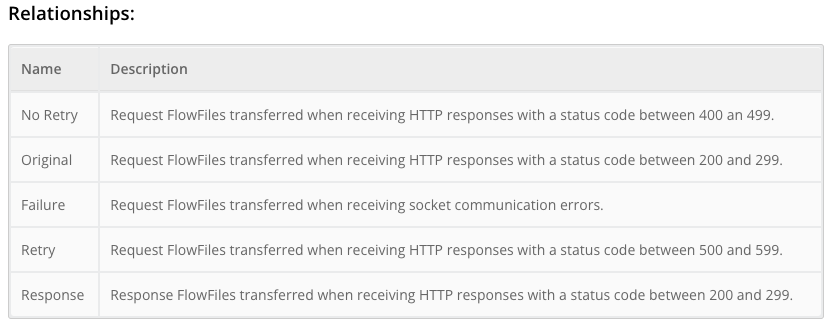 Relationships:
Name Description
No Retry Request FlowFiles transferred when receiving HTTP responses with a status code between 400 an 499.
Original Request FlowFiles transferred when receiving HTTP responses with a status code between 200 and 299.
Failure Request FlowFiles transferred when receiving socket communication errors.
Retry Request FlowFiles transferred when receiving HTTP responses with a status code between 500 and 599.
Response Response FlowFiles transferred when receiving HTTP responses with a status code between 200 and 299.